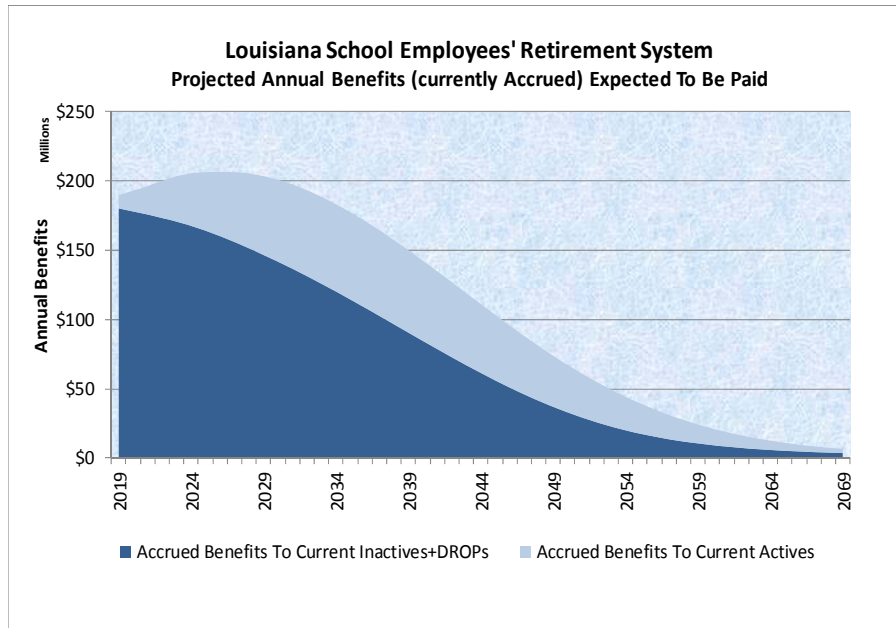 Louisiana School Employees' Retirement System
Projected Annual Benefits (currently Accrued) Expected To Be Paid
Millions
Annual Benefits
$250
$200
$150
$100
$50
$0
2019
2024
2029
2034
2039
2044
2049
2054
2059
2064
2069
Accrued Benefits To Current Inactives+DROPs
Accrued Benefits To Current Actives